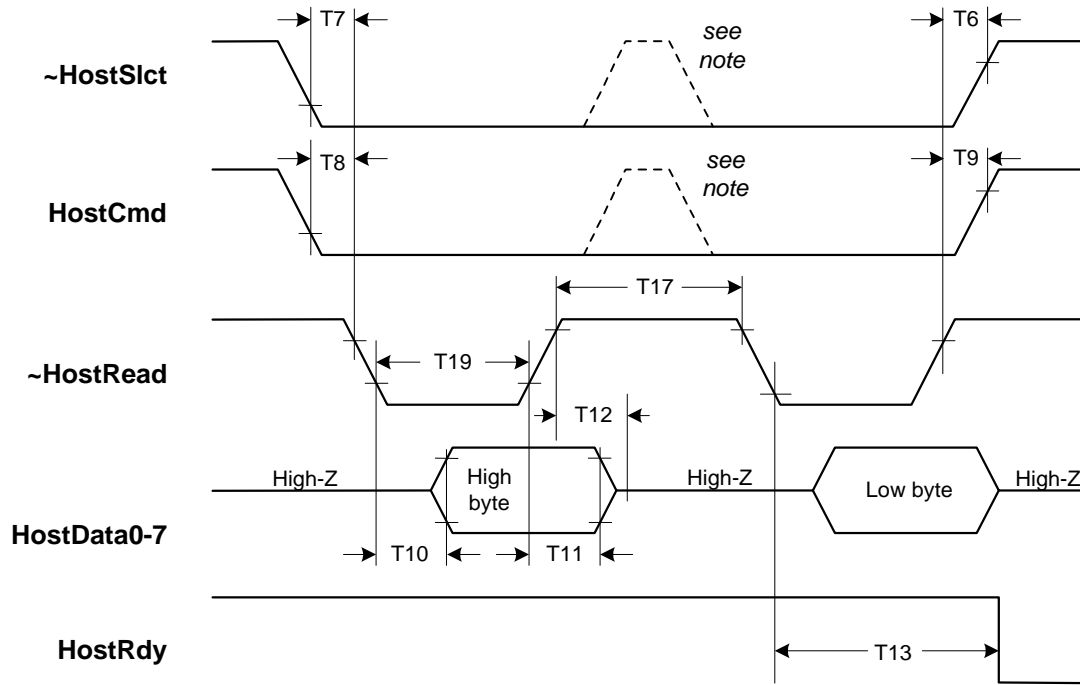 T7
T6
see
note
~HostSlct
T8
T9
see
note
HostCmd
T17
T19
~HostRead
T12
High-Z
High
byte
High-Z
Low byte
High-Z
HostData0-7
T10
T11
HostRdy
T13